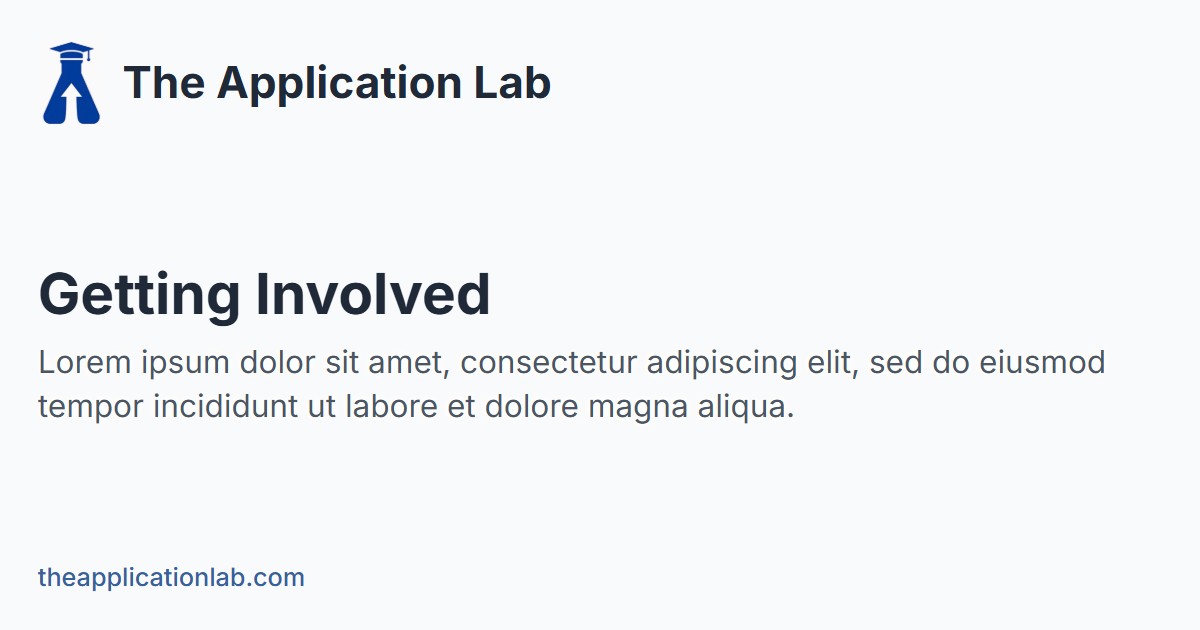 The Application Lab
Getting Involved
Lorem ipsum dolor sit amet, consectetur adipiscing elit, sed do eiusmod
tempor incididunt ut labore et dolore magna aliqua.
theapplicationlab.com